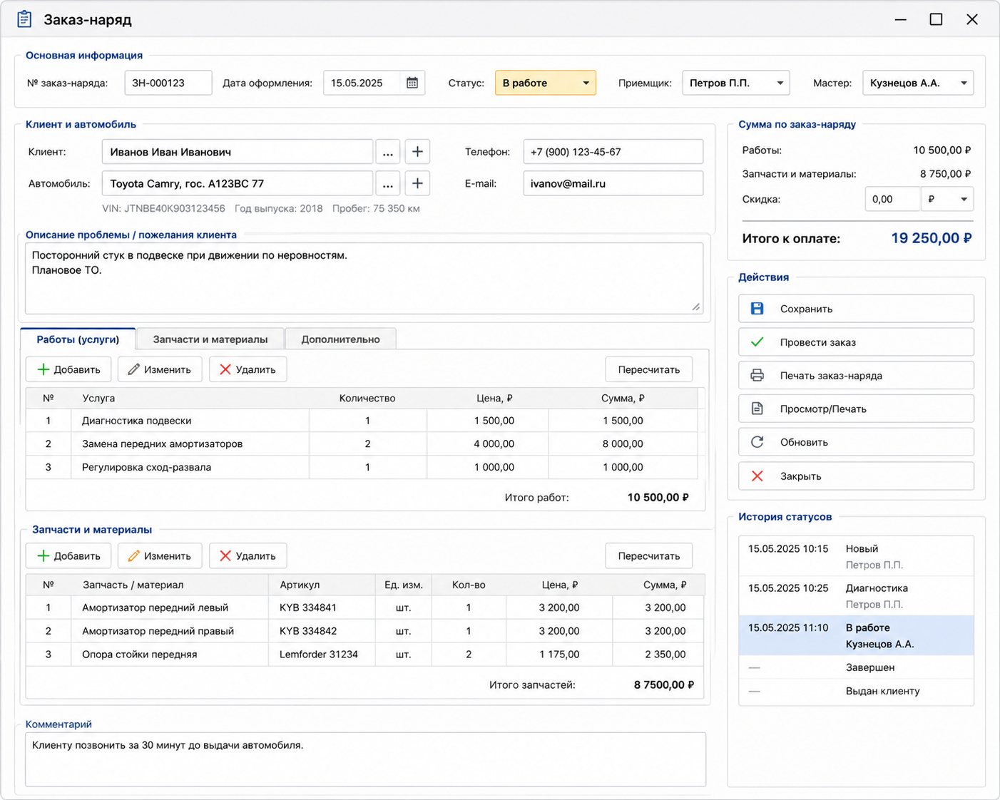 Заказ-наряд
Основная информация
№ заказ-наряда: ЗН-000123 Дата оформления: 15.05.2025 Статус: В работе Приемщик: Петров П.П. Мастер: Кузнецов А.А.
Клиент и автомобиль
Клиент: Иванов Иван Иванович ... + Телефон: +7 (900) 123-45-67
Автомобиль: Toyota Camry, гос. А123ВС 77 ... + E-mail: ivanov@mail.ru
VIN: JTNBE40K903123456 Год выпуска: 2018 Пробег: 75 350 км
Описание проблемы / пожелания клиента
Посторонний стук в подвеске при движении по неровностям.
Плановое ТО.
Работы (услуги) Запчасти и материалы Дополнительно
Добавить Изменить Удалить Пересчитать
№ Услуга Количество Цена, ₽ Сумма, ₽
1 Диагностика подвески 1 1 500,00 1 500,00
2 Замена передних амортизаторов 2 4 000,00 8 000,00
3 Регулировка сход-развала 1 1 000,00 1 000,00
Итого работ: 10 500,00 ₽
Запчасти и материалы
Добавить Изменить Удалить Пересчитать
№ Запчасть / материал Артикул Ед. изм. Кол-во Цена, ₽ Сумма, ₽
1 Амортизатор передний левый KYB 334841 шт. 1 3 200,00 3 200,00
2 Амортизатор передний правый KYB 334842 шт. 1 3 200,00 3 200,00
3 Опора стойки передняя Lemforder 31234 шт. 2 1 175,00 2 350,00
Итого запчастей: 8 7500,00 ₽
Комментарий
Клиенту позвонить за 30 минут до выдачи автомобиля.
Сумма по заказ-наряду
Работы: 10 500,00 ₽
Запчасти и материалы: 8 750,00 ₽
Скидка: 0,00 ₽
Итого к оплате: 19 250,00 ₽
Действия
Сохранить
Провести заказ
Печать заказ-наряда
Просмотр/Печать
Обновить
Закрыть
История статусов
15.05.2025 10:15 Новый
Петров П.П.
15.05.2025 10:25 Диагностика
Петров П.П.
15.05.2025 11:10 В работе
Кузнецов А.А.
— Завершен
— Выдан клиенту